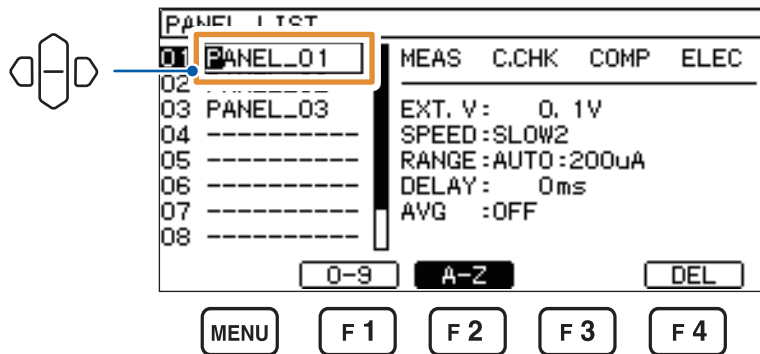 PANEL LIST
01 PANEL_01 MEAS C.CHK COMP ELEC
02
03 PANEL_03 EXT. V: 0. 1V
04 ---------- SPEED:SLOW2
05 ---------- RANGE:AUTO:200uA
06 ---------- DELAY: 0ms
07 ---------- AVG :OFF
08 ----------
0-9 A-Z DEL
MENU F 1 F 2 F 3 F 4